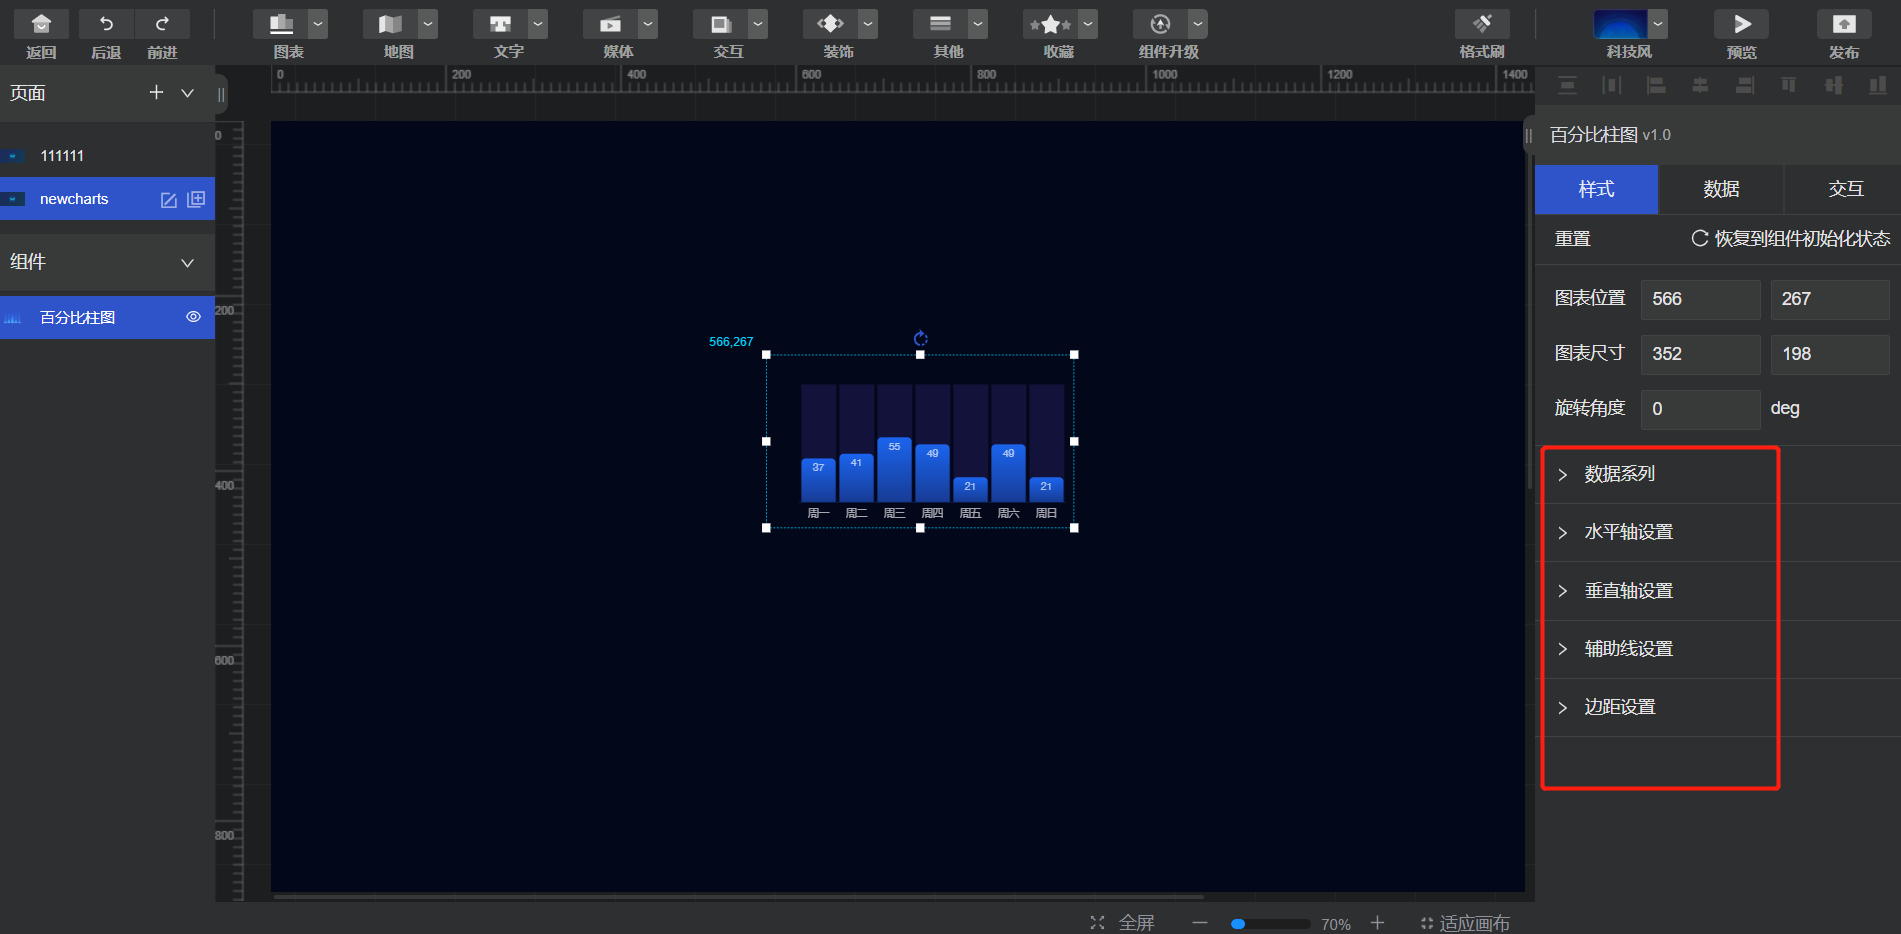 返回
后退
前进
图表
地图
文字
媒体
交互
装饰
其他
收藏
组件升级
格式刷
科技风
预览
发布
页面
111111
newcharts
组件
百分比柱图
0
200
400
600
800
1000
1200
1400
0
200
400
600
800
566,267
37
41
55
49
21
49
21
周一
周二
周三
周四
周五
周六
周日
百分比柱图 v1.0
样式
数据
交互
重置
恢复到组件初始化状态
图表位置 566 267
图表尺寸 352 198
旋转角度 0 deg
数据系列
水平轴设置
垂直轴设置
辅助线设置
边距设置
全屏
70%
适应画布